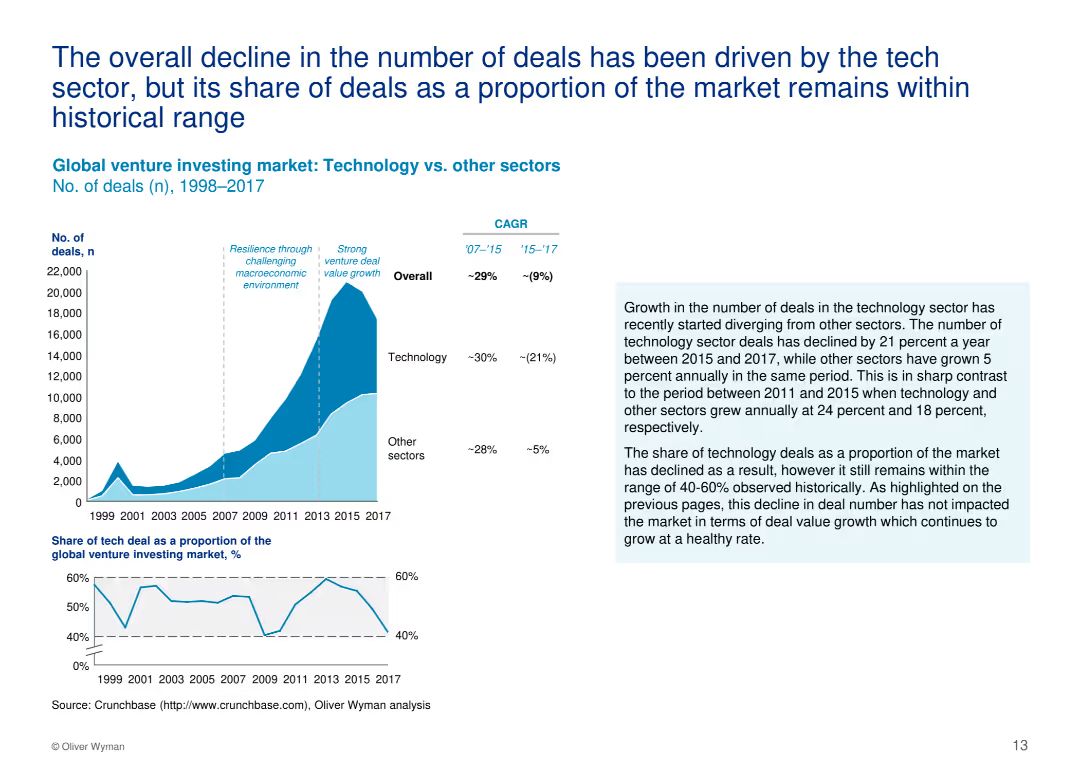 The overall decline in the number of deals has been driven by the tech
sector, but its share of deals as a proportion of the market remains within
historical range
Global venture investing market: Technology vs. other sectors
No. of deals (n), 1998–2017
No. of
deals, n
22,000
20,000
18,000
16,000
14,000
12,000
10,000
8,000
6,000
4,000
2,000
0
Resilience through
challenging
macroeconomic
environment
Strong
venture deal
value growth
1999 2001 2003 2005 2007 2009 2011 2013 2015 2017
CAGR
'07–'15 '15–'17
Overall ~29% ~(9%)
Technology ~30% ~(21%)
Other
sectors ~28% ~5%
Share of tech deal as a proportion of the
global venture investing market, %
60%
50%
40%
0%
60%
40%
1999 2001 2003 2005 2007 2009 2011 2013 2015 2017
Growth in the number of deals in the technology sector has
recently started diverging from other sectors. The number of
technology sector deals has declined by 21 percent a year
between 2015 and 2017, while other sectors have grown 5
percent annually in the same period. This is in sharp contrast
to the period between 2011 and 2015 when technology and
other sectors grew annually at 24 percent and 18 percent,
respectively.
The share of technology deals as a proportion of the market
has declined as a result, however it still remains within the
range of 40-60% observed historically. As highlighted on the
previous pages, this decline in deal number has not impacted
the market in terms of deal value growth which continues to
grow at a healthy rate.
Source: Crunchbase (http://www.crunchbase.com), Oliver Wyman analysis
© Oliver Wyman
13